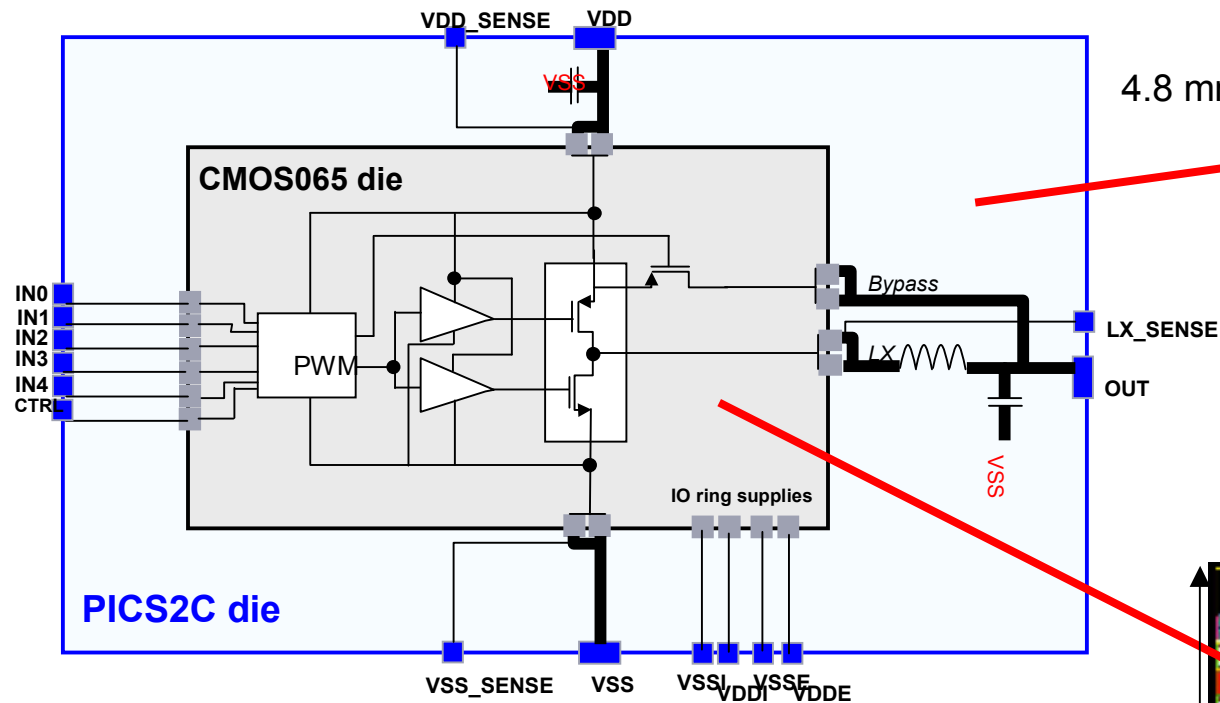 VDD_SENSE
VDD
VSS
4.8 m
CMOS065 die
IN0
IN1
IN2
IN3
IN4
CTRL
PWM
Bypass
LX
LX_SENSE
OUT
VSS
IO ring supplies
PICS2C die
VSS_SENSE
VSS
VSSI
VDDI
VSSE
VDDE